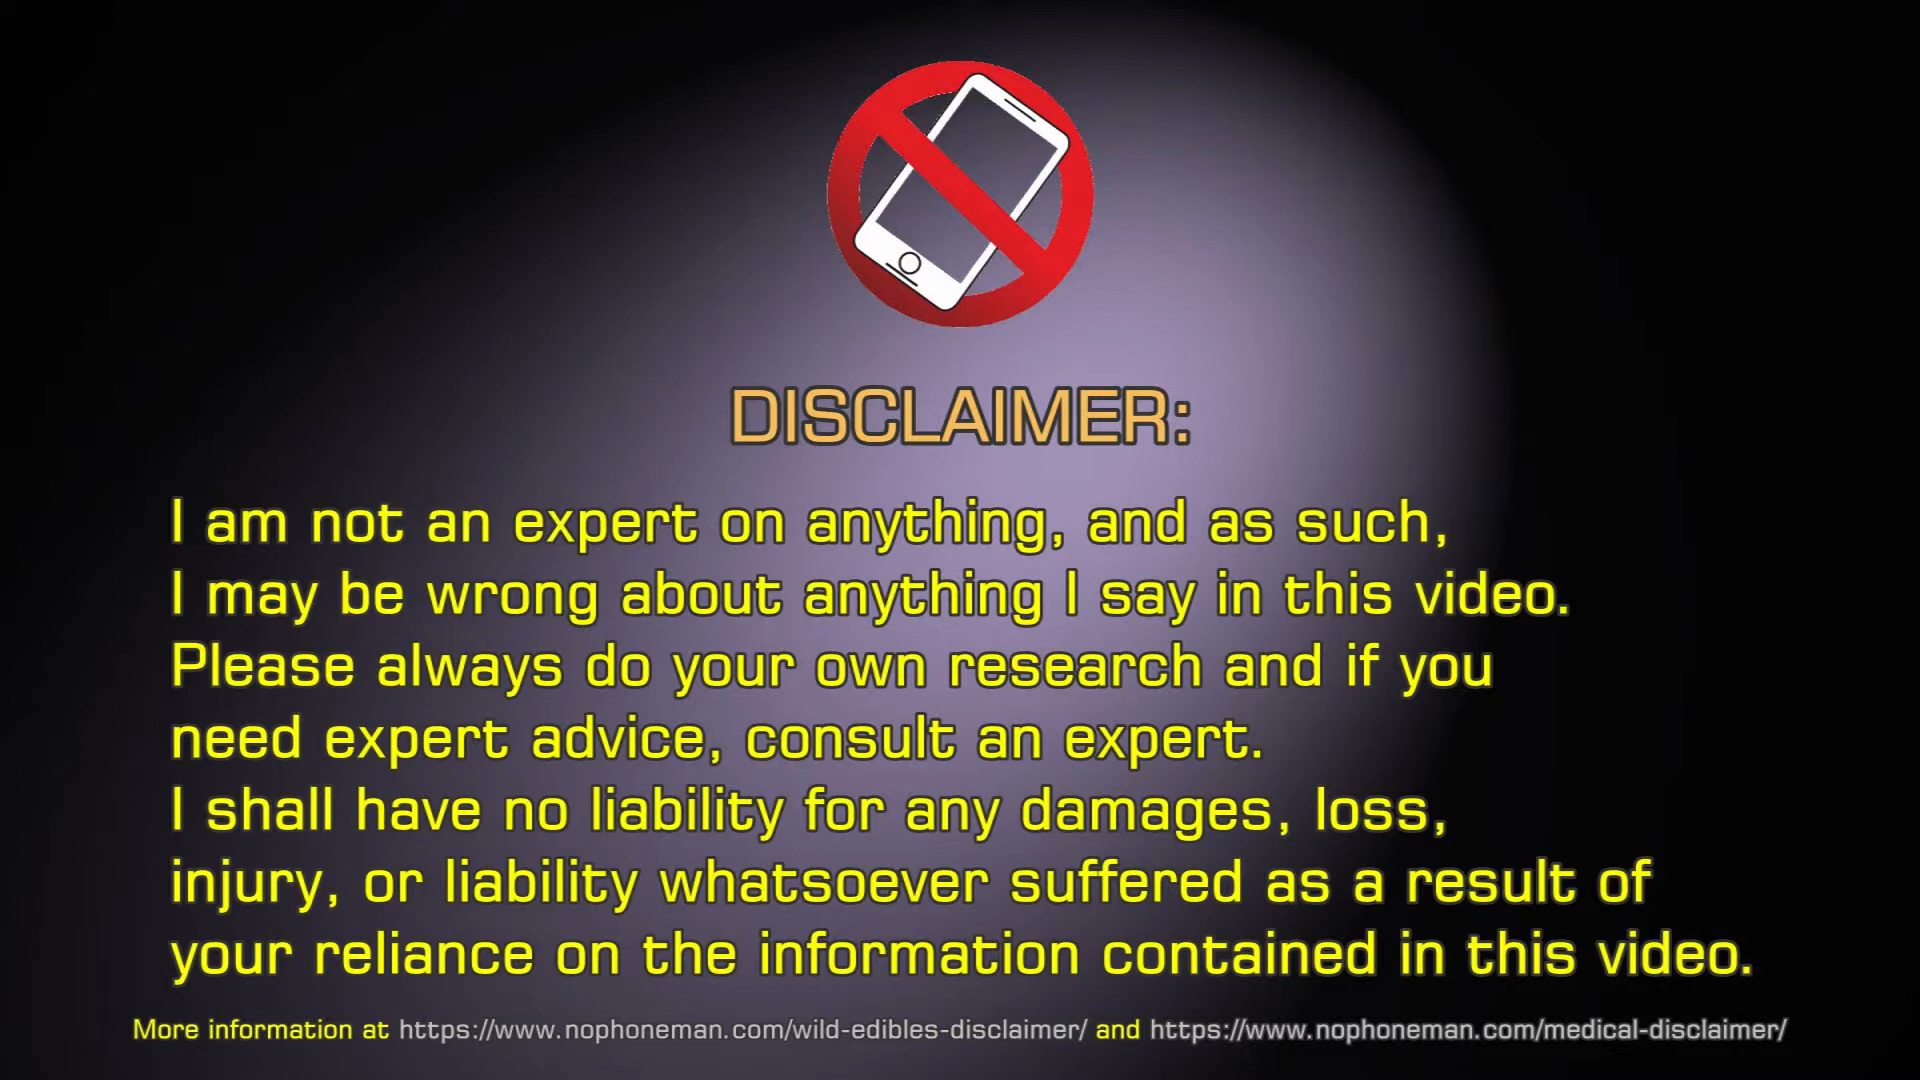 DISCLAIMER:
I am not an expert on anything, and as such,
I may be wrong about anything I say in this video.
Please always do your own research and if you
need expert advice, consult an expert.
I shall have no liability for any damages, loss,
injury, or liability whatsoever suffered as a result of
your reliance on the information contained in this video.
More information at https://www.nophoneman.com/wild-edibles-disclaimer/ and https://www.nophoneman.com/medical-disclaimer/